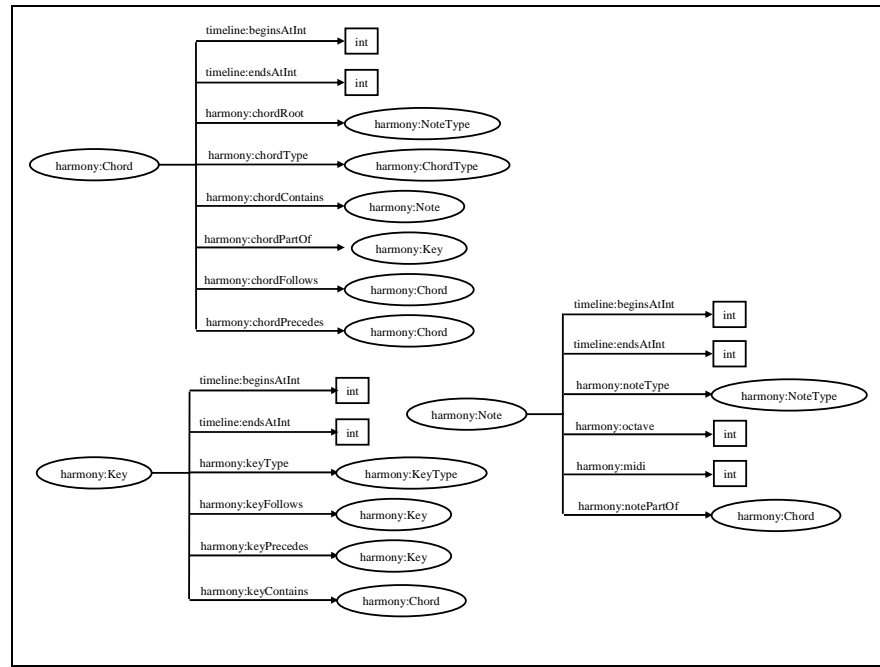 timeline:beginsAtInt int
timeline:endsAtInt int
harmony:chordRoot harmony:NoteType
harmony:Chord harmony:chordType harmony:ChordType
harmony:chordContains harmony:Note
harmony:chordPartOf harmony:Key
harmony:chordFollows harmony:Chord
harmony:chordPrecedes harmony:Chord
timeline:beginsAtInt int
timeline:endsAtInt int
harmony:Key harmony:keyType harmony:KeyType
harmony:keyFollows harmony:Key
harmony:keyPrecedes harmony:Key
harmony:keyContains harmony:Chord
timeline:beginsAtInt int
timeline:endsAtInt int
harmony:noteType harmony:NoteType
harmony:Note
harmony:octave int
harmony:midi int
harmony:notePartOf harmony:Chord